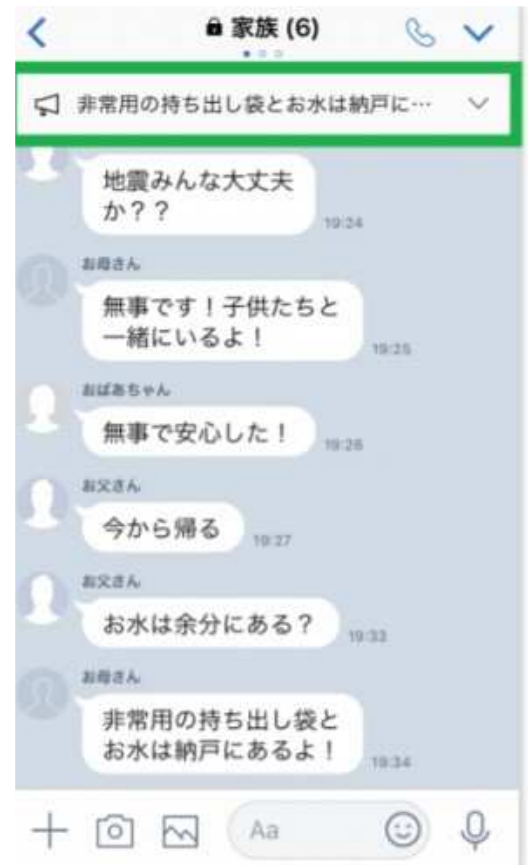 家族 (6)
非常用の持ち出し袋とお水は納戸に…
地震みんな大丈夫
か？？
19:24
お母さん
無事です！子供たちと
一緒にいるよ！
19:25
おばあちゃん
無事で安心した！
19:26
お父さん
今から帰る
19:27
お父さん
お水は余分にある？
19:33
お母さん
非常用の持ち出し袋と
お水は納戸にあるよ！
19:34
Aa